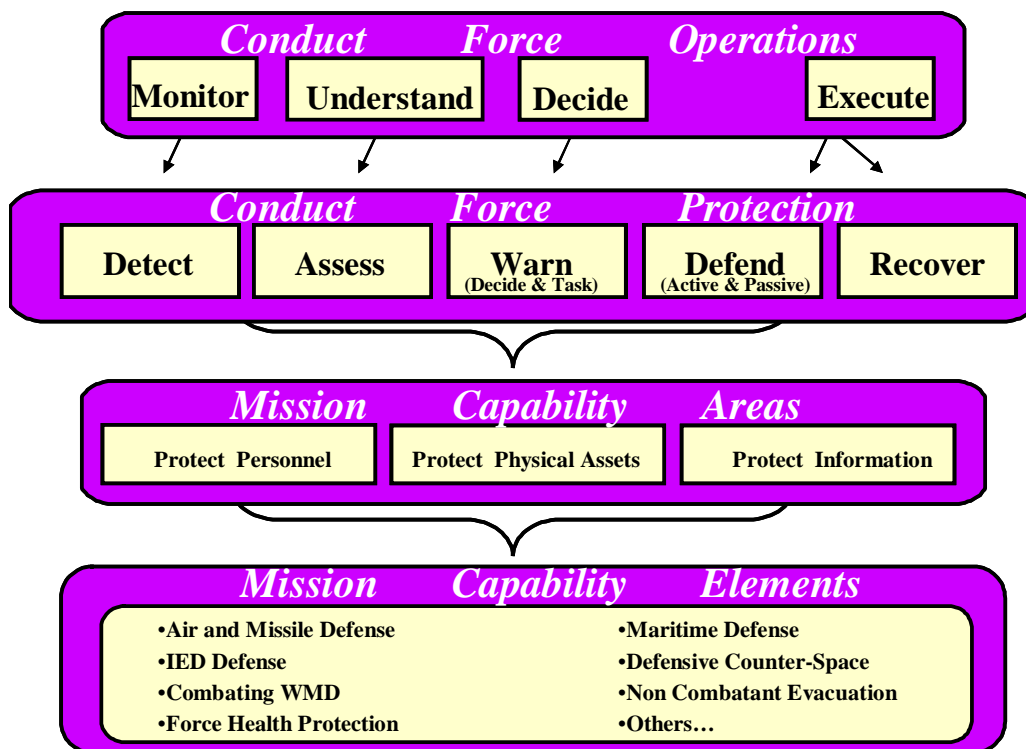 Conduct Force Operations
Monitor
Understand
Decide
Execute
Conduct Force Protection
Detect
Assess
Warn
(Decide & Task)
Defend
(Active & Passive)
Recover
Mission Capability Areas
Protect Personnel
Protect Physical Assets
Protect Information
Mission Capability Elements
•Air and Missile Defense
•IED Defense
•Combating WMD
•Force Health Protection
•Maritime Defense
•Defensive Counter-Space
•Non Combatant Evacuation
•Others…